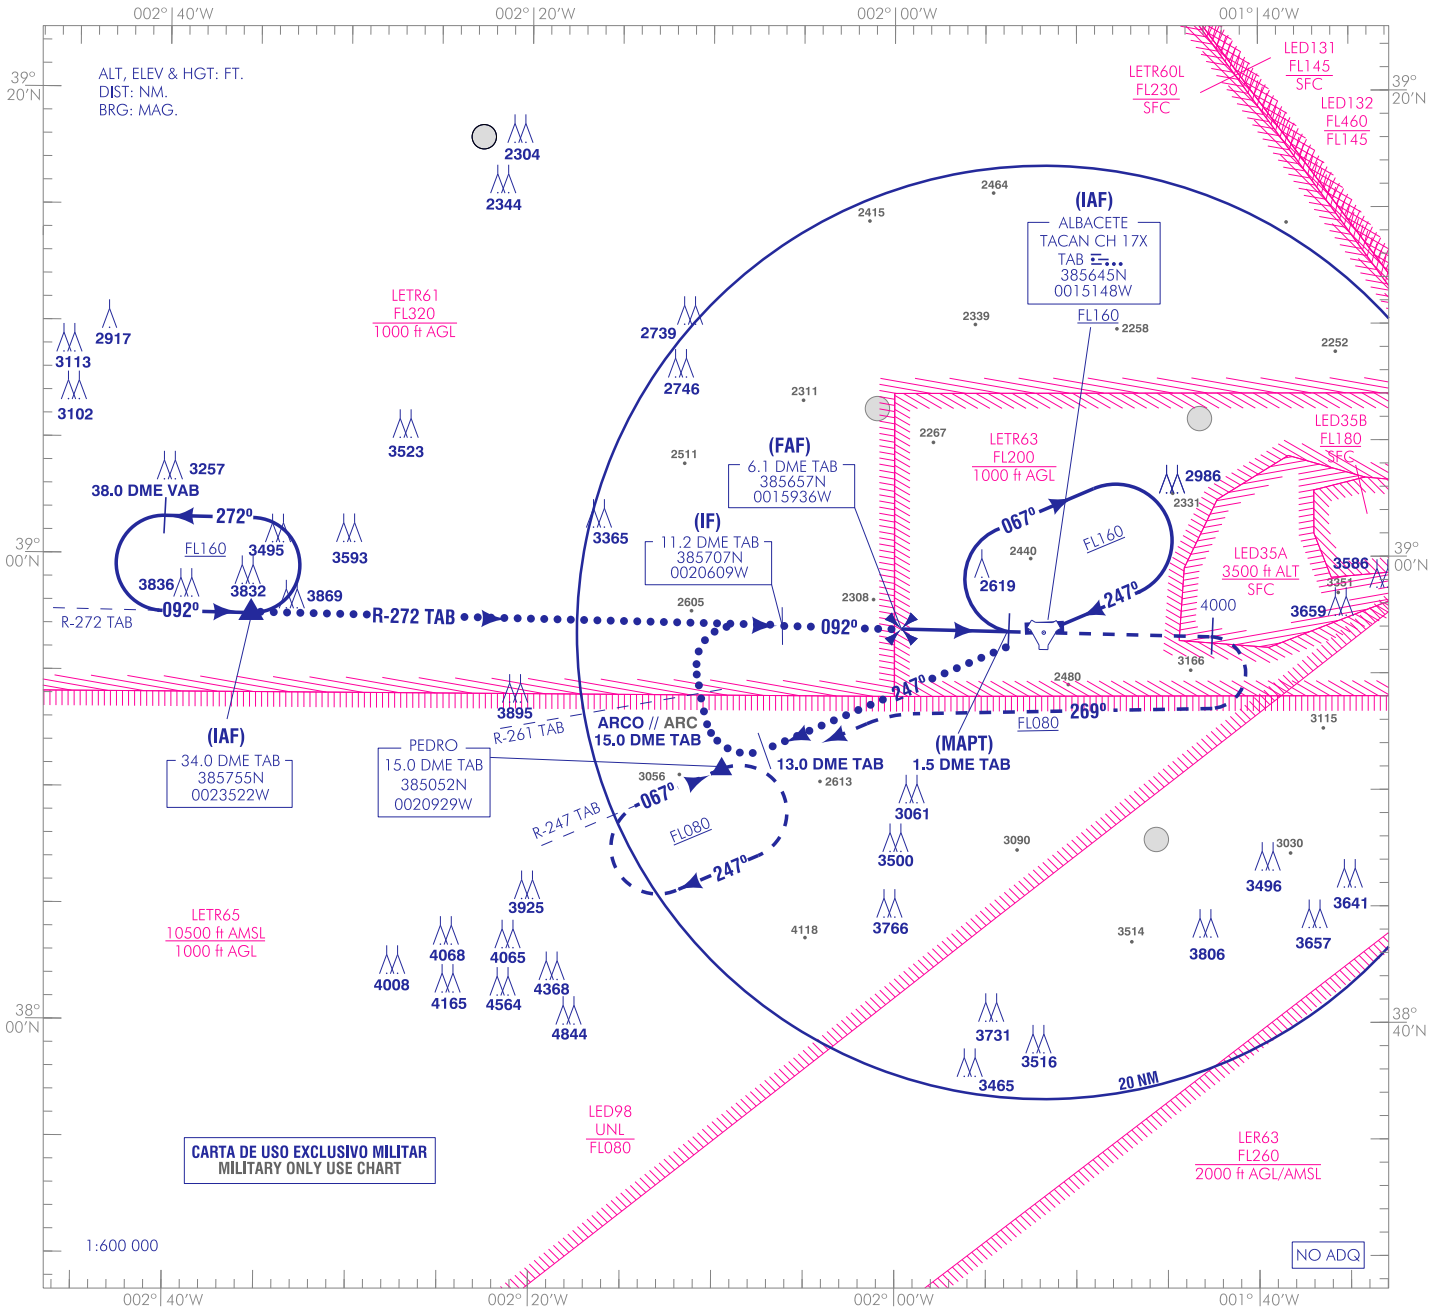 002° 40'W
002° 20'W
002° 00'W
001° 40'W
39°
20'N
39°
20'N
ALT, ELEV & HGT: FT.
DIST: NM.
BRG: MAG.
LED131
FL145
SFC
LETR60L
FL230
SFC
LED132
FL460
FL145
2304
2344
2464
2415
(IAF)
ALBACETE
TACAN CH 17X
TAB
385645N
0015148W
FL160
LETR61
FL320
1000 ft AGL
2917
3113
3102
2739
2746
2339
2258
2252
2311
3523
2267
2511
LETR63
FL200
1000 ft AGL
LED35B
FL180
SFC
(FAF)
6.1 DME TAB
385657N
0015936W
3257
38.0 DME VAB
2986
2331
272º
FL160
3495
3593
3365
(IF)
11.2 DME TAB
385707N
0020609W
067º
FL160
2440
2619
247º
LED35A
3500 ft ALT
SFC
3586
3351
3659
39°
00'N
39°
00'N
3836
3832
3869
092º
R-272 TAB
R-272 TAB
2605
2308
092º
4000
3166
2480
247º
269º
FL080
3115
3895
R-261 TAB
ARCO // ARC
15.0 DME TAB
(MAPT)
1.5 DME TAB
13.0 DME TAB
(IAF)
34.0 DME TAB
385755N
0023522W
PEDRO
15.0 DME TAB
385052N
0020929W
3056
2613
067º
R-247 TAB
FL080
247º
3061
3500
3090
3030
3496
3641
3766
3925
3657
3806
3514
4118
LETR65
10500 ft AMSL
1000 ft AGL
4068
4065
4008
4165
4564
4368
4844
38°
00'N
38°
40'N
3731
3516
3465
20 NM
LED98
UNL
FL080
LER63
FL260
2000 ft AGL/AMSL
CARTA DE USO EXCLUSIVO MILITAR
MILITARY ONLY USE CHART
1:600 000
NO ADQ
002° 40'W
002° 20'W
002° 00'W
001° 40'W